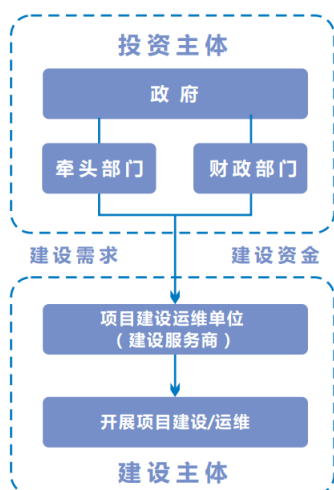 投资主体
政府
牵头部门
财政部门
建设需求
建设资金
项目建设运维单位
（建设服务商）
开展项目建设/运维
建设主体